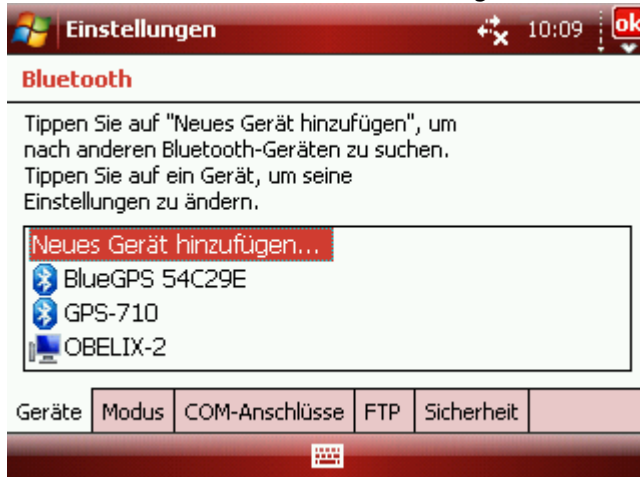 Einstellungen 10:09 ok
Bluetooth
Tippen Sie auf "Neues Gerät hinzufügen", um
nach anderen Bluetooth-Geräten zu suchen.
Tippen Sie auf ein Gerät, um seine
Einstellungen zu ändern.
Neues Gerät hinzufügen...
BlueGPS 54C29E
GPS-710
OBELIX-2
Geräte Modus COM-Anschlüsse FTP Sicherheit